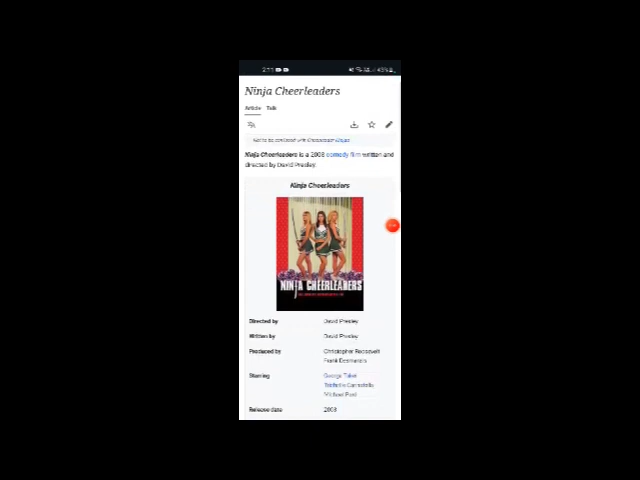 Ninja Cheerleaders
Article Talk
Ninja Cheerleaders is a 2008 comedy film written and
directed by David Presley.
Ninja Cheerleaders
NINJA CHEERLEADERS
Directed by David Presley
Written by David Presley
Produced by Christopher Roosevelt
Frank Desmarais
Starring George Takei
Michael Paré
Release date 2008